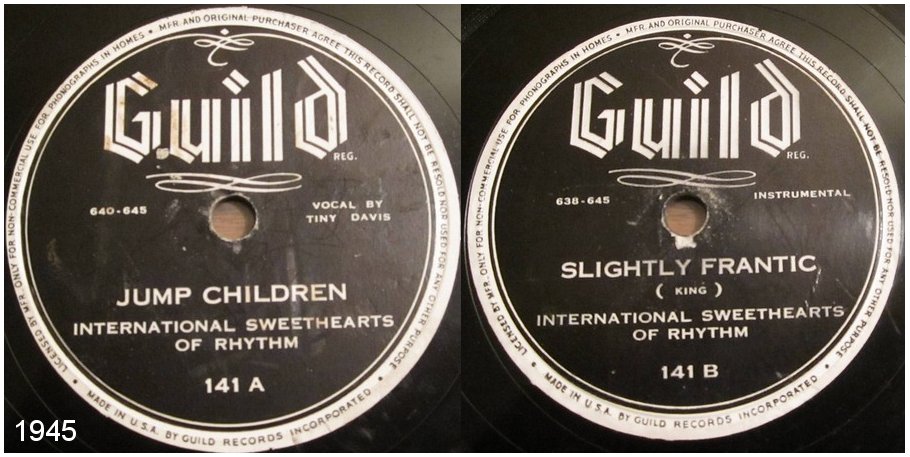 LICENSED BY MFR. ONLY FOR NON-COMMERCIAL USE FOR PHONOGRAPHS IN HOMES • MFR AND ORIGINAL PURCHASER AGREE THIS RECORD SHALL NOT BE RESOLD NOR USED FOR ANY OTHER PURPOSE •
Guild
REG.
640-645
VOCAL BY
TINY DAVIS
JUMP CHILDREN
INTERNATIONAL SWEETHEARTS
OF RHYTHM
141 A
MADE IN U.S.A. BY GUILD RECORDS INCORPORATED •
1945
LICENSED BY MFR. ONLY FOR NON-COMMERCIAL USE FOR PHONOGRAPHS IN HOMES • MFR AND ORIGINAL PURCHASER AGREE THIS RECORD SHALL NOT BE RESOLD NOR USED FOR ANY OTHER PURPOSE •
Guild
REG.
638-645
INSTRUMENTAL
SLIGHTLY FRANTIC
( KING )
INTERNATIONAL SWEETHEARTS
OF RHYTHM
141 B
MADE IN U.S.A. BY GUILD RECORDS INCORPORATED •